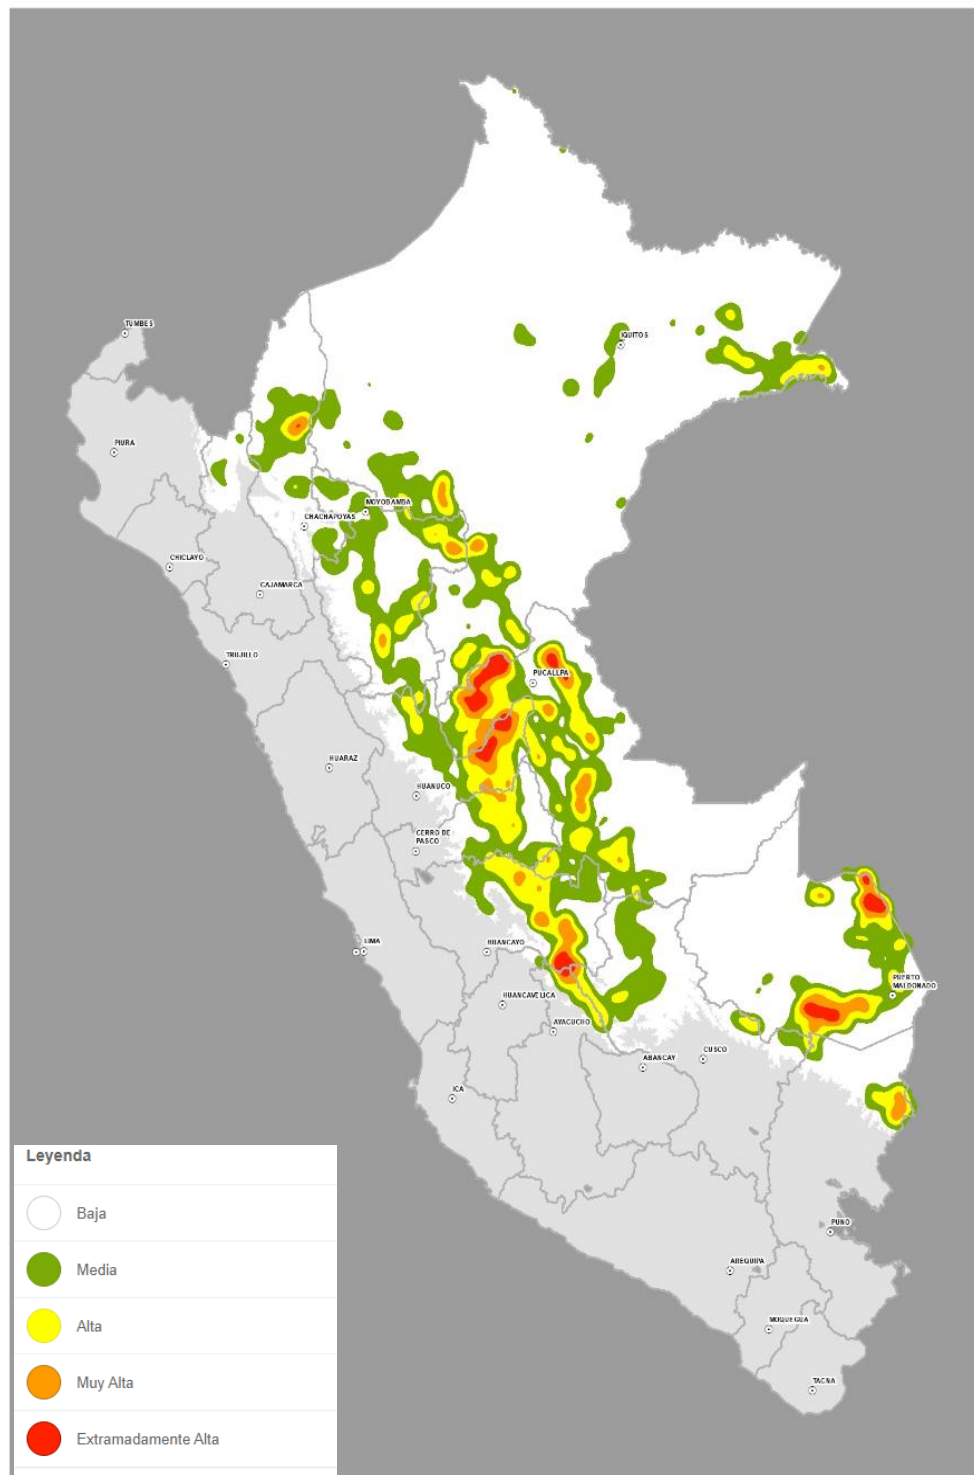 TUMBES
IQUITOS
PIURA
MOYOBAMBA
CHACHAPOYAS
CHICLAYO
CAJAMARCA
TRUJILLO
PUCALLPA
HUARAZ
HUANUCO
CERRO DE
PASCO
LIMA
HUANCAYO
PUERTO
MALDONADO
HUANCAVELICA
AYACUCHO
CUSCO
ABANCAY
ICA
PUNO
AREQUIPA
MOQUEGUA
TACNA
Leyenda
Baja
Media
Alta
Muy Alta
Extramadamente Alta